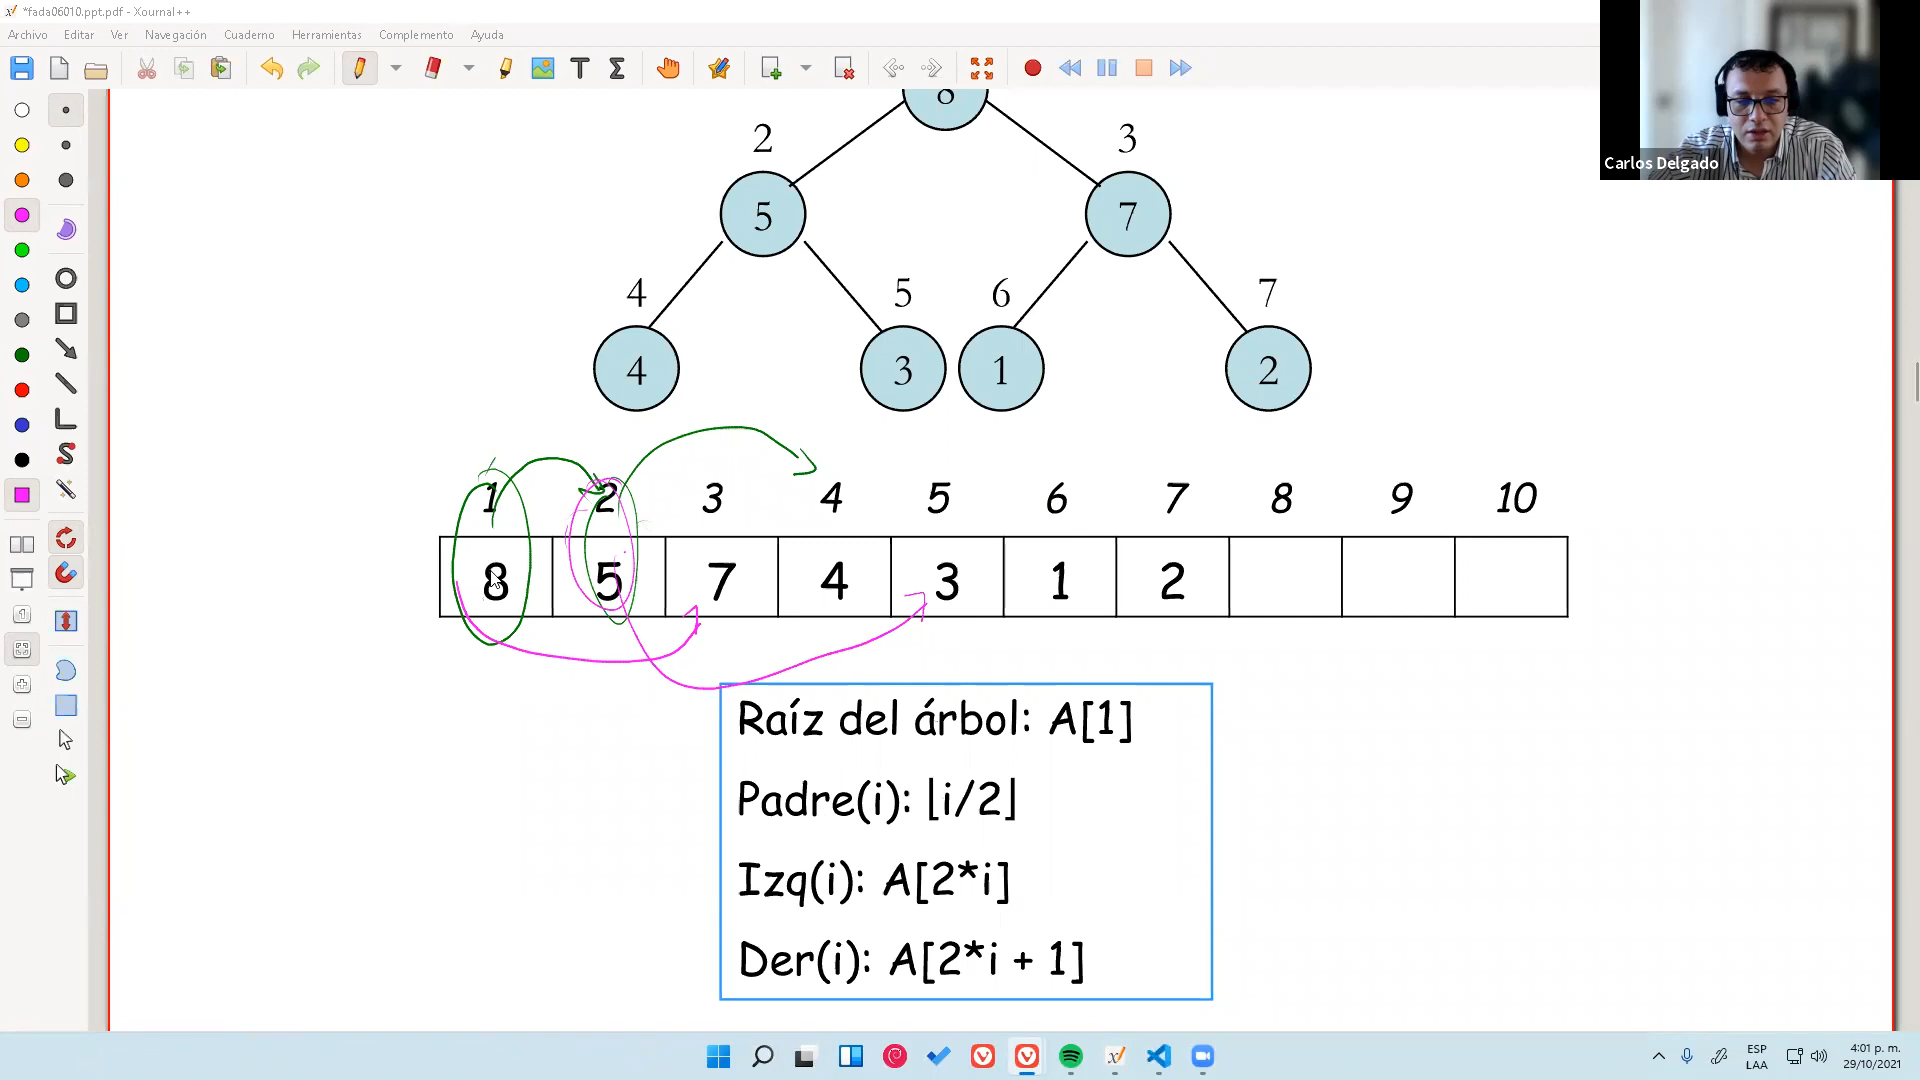 *fada06010.ppt.pdf - Xournal++
Archivo Editar Ver Navegación Cuaderno Herramientas Complemento Ayuda
Carlos Delgado
8
2 3
5 7
4 5 6 7
4 3 1 2
1 2 3 4 5 6 7 8 9 10
8 5 7 4 3 1 2
Raíz del árbol: A[1]
Padre(i): ⌊i/2⌋
Izq(i): A[2*i]
Der(i): A[2*i + 1]
ESP
LAA
4:01 p. m.
29/10/2021